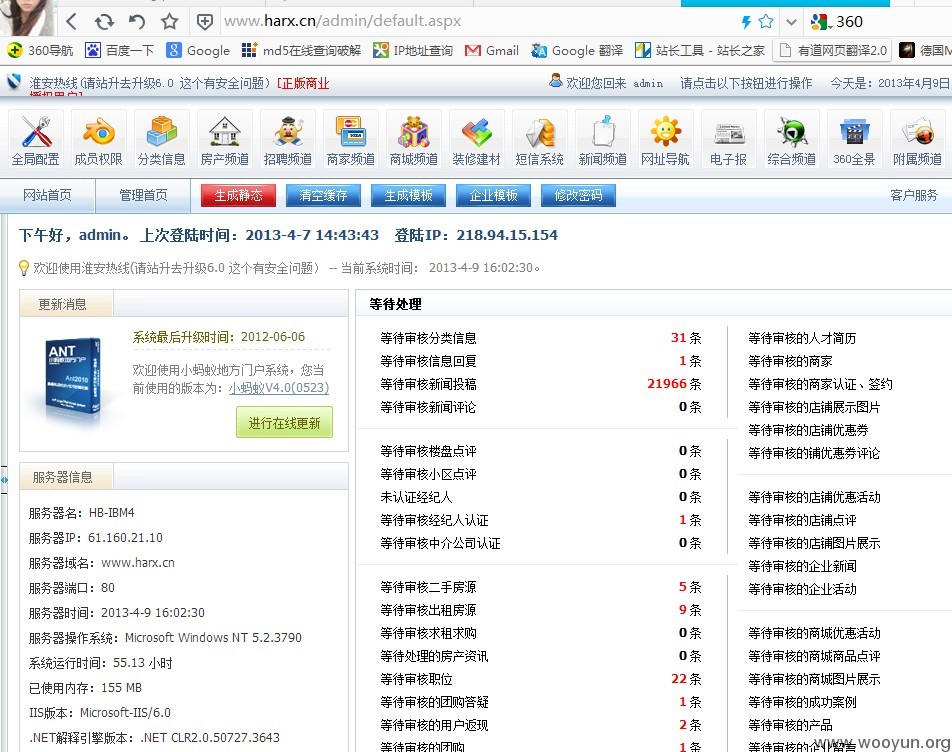 www.harx.cn/admin/default.aspx
360
360导航 百度一下 Google md5在线查询破解 IP地址查询 Gmail Google 翻译 站长工具 - 站长之家 有道网页翻译2.0 德国M
淮安热线(请站升去升级6.0 这个有安全问题) [正版商业
授权用户]
欢迎您回来 admin 请点击以下按钮进行操作 今天是：2013年4月9日
全局配置 成员权限 分类信息 房产频道 招聘频道 商家频道 商城频道 装修建材 短信系统 新闻频道 网址导航 电子报 综合频道 360全景 附属频道
网站首页 管理首页 生成静态 清空缓存 生成模板 企业模板 修改密码 客户服务
下午好，admin。 上次登陆时间：2013-4-7 14:43:43 登陆IP：218.94.15.154
欢迎使用淮安热线(请站升去升级6.0 这个有安全问题） -- 当前系统时间： 2013-4-9 16:02:30。
更新消息
系统最后升级时间：2012-06-06
欢迎使用小蚂蚁地方门户系统，您当
前使用的版本为：小蚂蚁V4.0(0523)
ANT
Ant2010
进行在线更新
服务器信息
服务器名：HB-IBM4
服务器IP：61.160.21.10
服务器域名：www.harx.cn
服务器端口：80
服务器时间：2013-4-9 16:02:30
服务器操作系统：Microsoft Windows NT 5.2.3790
系统运行时间：55.13 小时
已使用内存：155 MB
IIS版本：Microsoft-IIS/6.0
.NET解释引擎版本：.NET CLR2.0.50727.3643
等待处理
等待审核分类信息 31 条
等待审核信息回复 1 条
等待审核新闻投稿 21966 条
等待审核新闻评论 0 条
等待审核楼盘点评 0 条
等待审核小区点评 0 条
未认证经纪人 0 条
等待审核经纪人认证 1 条
等待审核中介公司认证 0 条
等待审核二手房源 5 条
等待审核出租房源 9 条
等待审核求租求购 0 条
等待处理的房产资讯 0 条
等待审核职位 22 条
等待审核的团购答疑 1 条
等待审核的用户返现 2 条
等待审核的团购 1 条
等待审核的人才简历
等待审核的商家
等待审核的商家认证、签约
等待审核的店铺展示图片
等待审核的店铺优惠券
等待审核的铺优惠券评论
等待审核的店铺优惠活动
等待审核的店铺点评
等待审核的店铺图片展示
等待审核的企业新闻
等待审核的企业活动
等待审核的商城优惠活动
等待审核的商城商品点评
等待审核的商城图片展示
等待审核的成功案例
等待审核的产品
www.wooyun.org